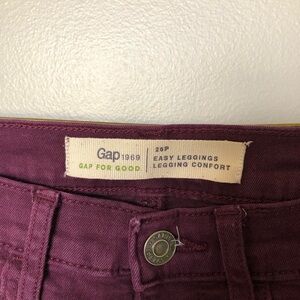 Gap 1969
GAP FOR GOOD
26P
EASY LEGGINGS
LEGGING CONFORT